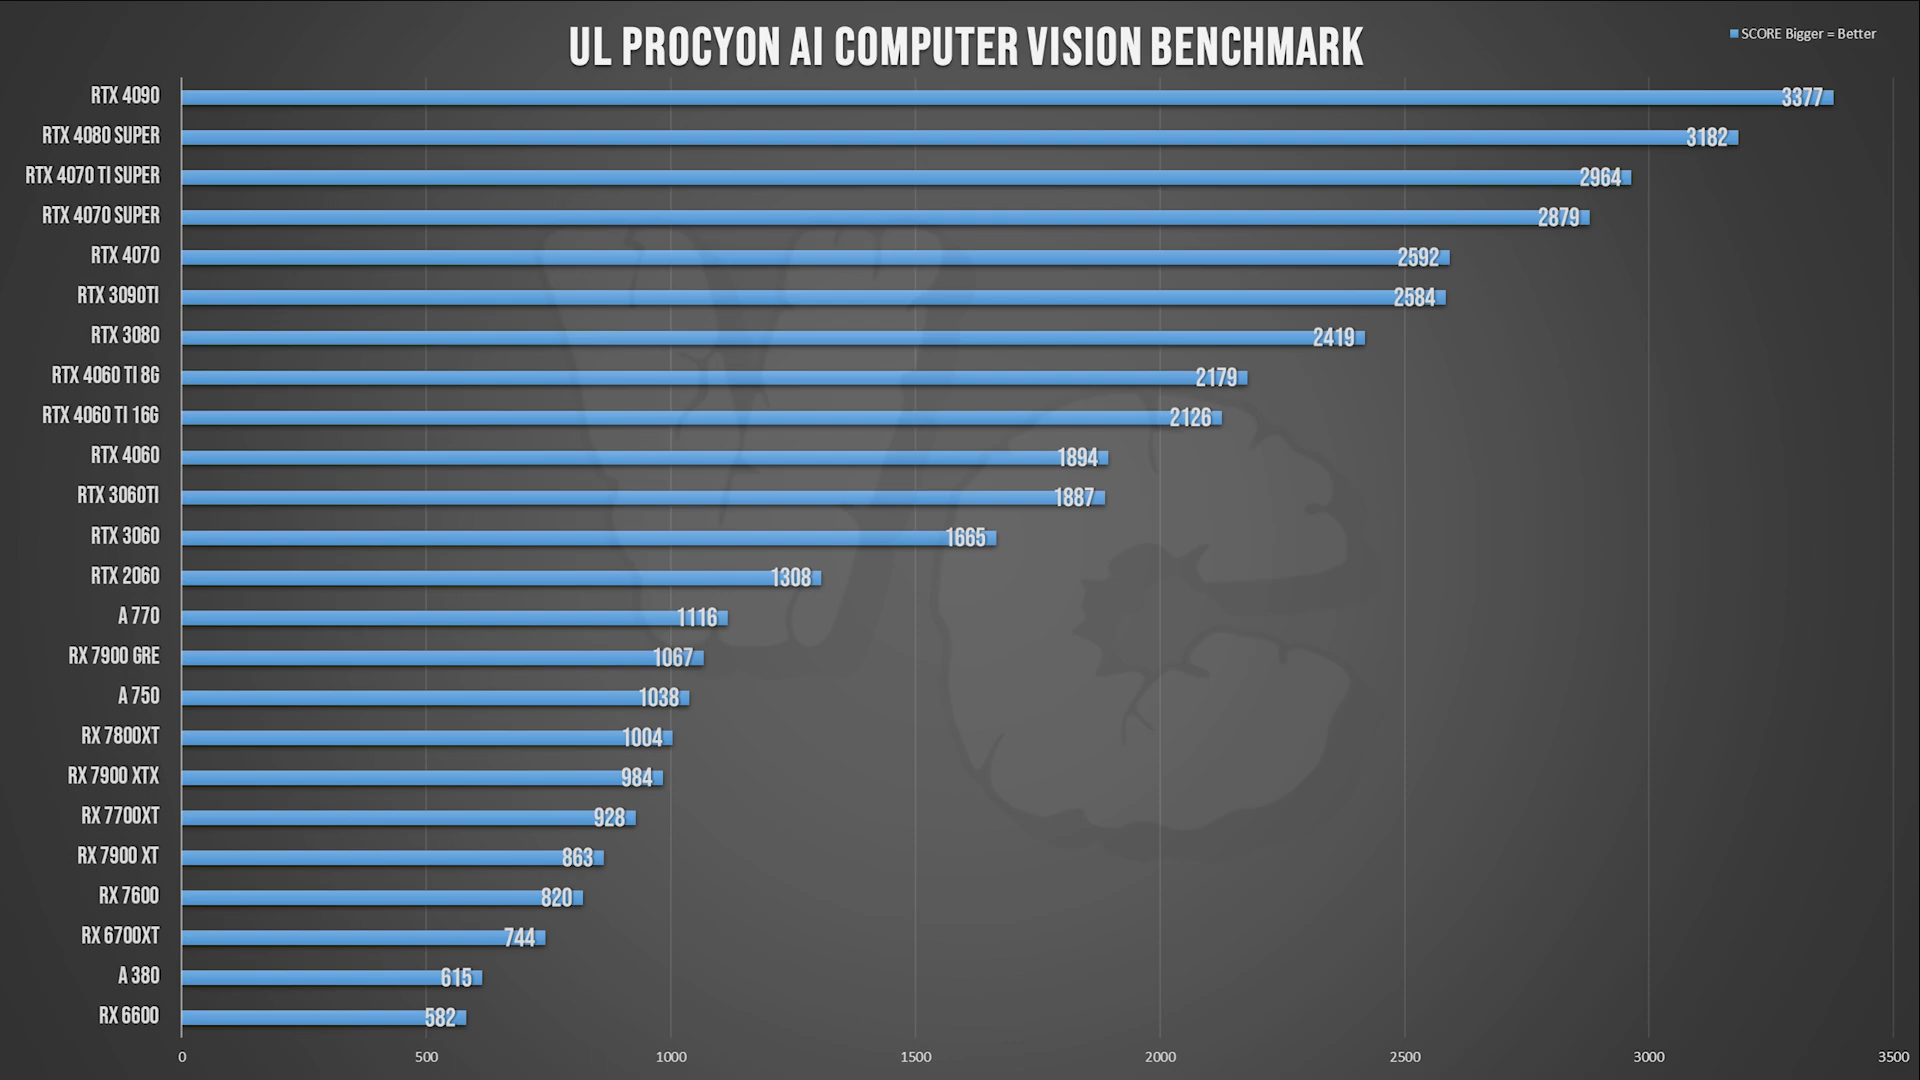 UL PROCYON AI COMPUTER VISION BENCHMARK
SCORE Bigger = Better
RTX 4090 3377
RTX 4080 SUPER 3182
RTX 4070 TI SUPER 2964
RTX 4070 SUPER 2879
RTX 4070 2592
RTX 3090TI 2584
RTX 3080 2419
RTX 4060 TI 8G 2179
RTX 4060 TI 16G 2126
RTX 4060 1894
RTX 3060TI 1887
RTX 3060 1665
RTX 2060 1308
A 770 1116
RX 7900 GRE 1067
A 750 1038
RX 7800XT 1004
RX 7900 XTX 984
RX 7700XT 928
RX 7900 XT 863
RX 7600 820
RX 6700XT 744
A 380 615
RX 6600 582
0 500 1000 1500 2000 2500 3000 3500